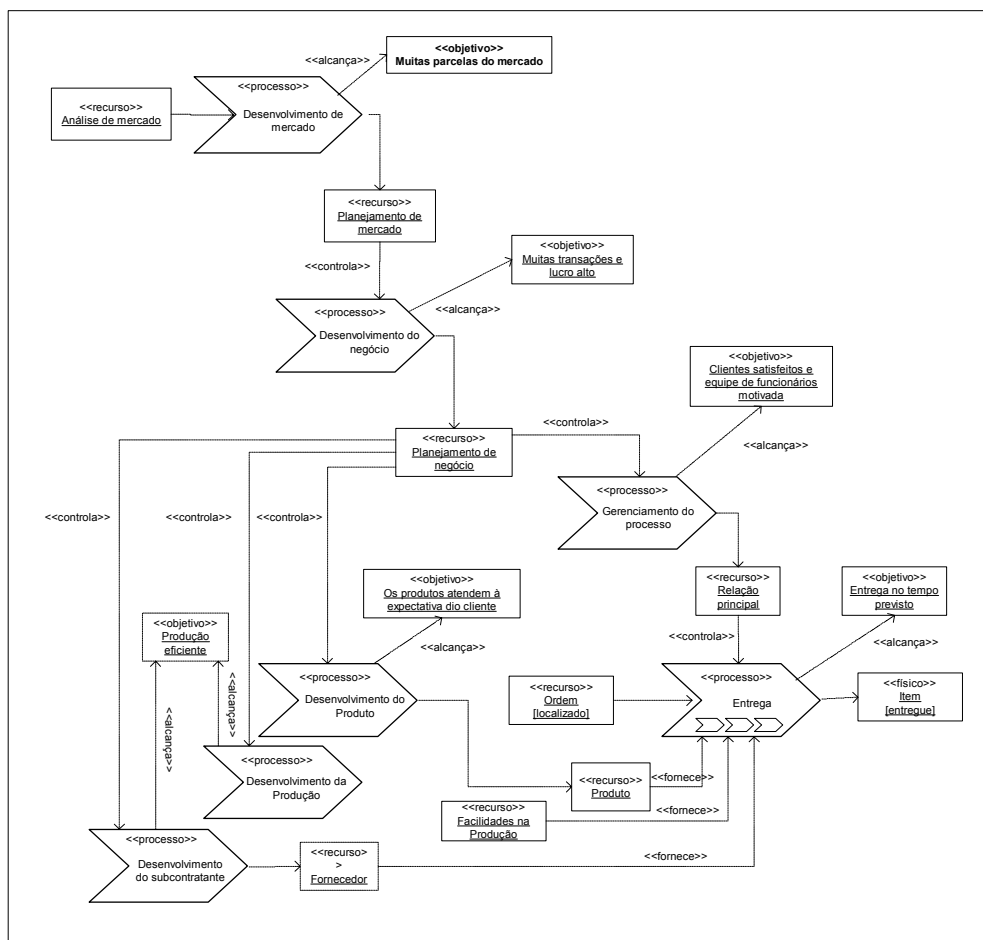 <<objetivo>>
Muitas parcelas do mercado
<<alcança>>
<<processo>>
Desenvolvimento de
mercado
<<recurso>>
Análise de mercado
<<recurso>>
Planejamento de
mercado
<<controla>>
<<objetivo>>
Muitas transações e
lucro alto
<<alcança>>
<<processo>>
Desenvolvimento do
negócio
<<objetivo>>
Clientes satisfeitos e
equipe de funcionários
motivada
<<alcança>>
<<recurso>>
Planejamento de
negócio
<<controla>>
<<processo>>
Gerenciamento do
processo
<<controla>>
<<controla>>
<<controla>>
<<recurso>>
Relação
principal
<<controla>>
<<objetivo>>
Entrega no tempo
previsto
<<alcança>>
<<objetivo>>
Os produtos atendem à
expectativa dio cliente
<<alcança>>
<<objetivo>>
Produção
eficiente
<<alcança>>
<<alcança>>
<<processo>>
Desenvolvimento do
Produto
<<recurso>>
Ordem
[localizado]
<<processo>>
Entrega
<<físico>>
Item
[entregue]
<<processo>>
Desenvolvimento da
Produção
<<recurso>>
Produto
<<fornece>>
<<recurso>>
Facilidades na
Produção
<<fornece>>
<<processo>>
Desenvolvimento
do subcontratante
<<recurso>
>
Fornecedor
<<fornece>>